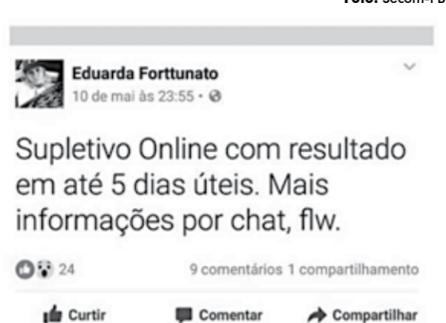 Eduarda Forttunato
10 de mai às 23:55 •
Supletivo Online com resultado
em até 5 dias úteis. Mais
informações por chat, flw.
24 9 comentários 1 compartilhamento
Curtir Comentar Compartilhar